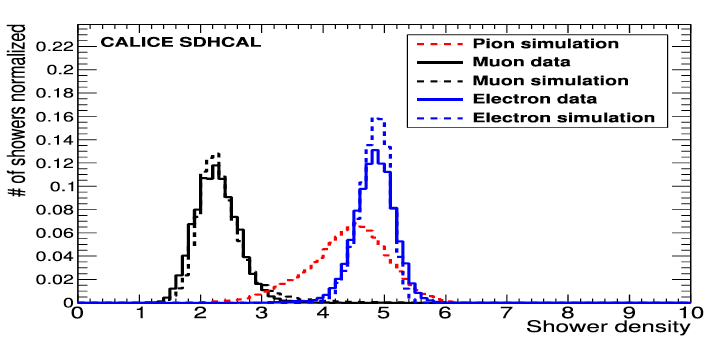 # of showers normalized
0.22
0.2
0.18
0.16
0.14
0.12
0.1
0.08
0.06
0.04
0.02
0
CALICE SDHCAL
Pion simulation
Muon data
Muon simulation
Electron data
Electron simulation
0 1 2 3 4 5 6 7 8 9 10
Shower density